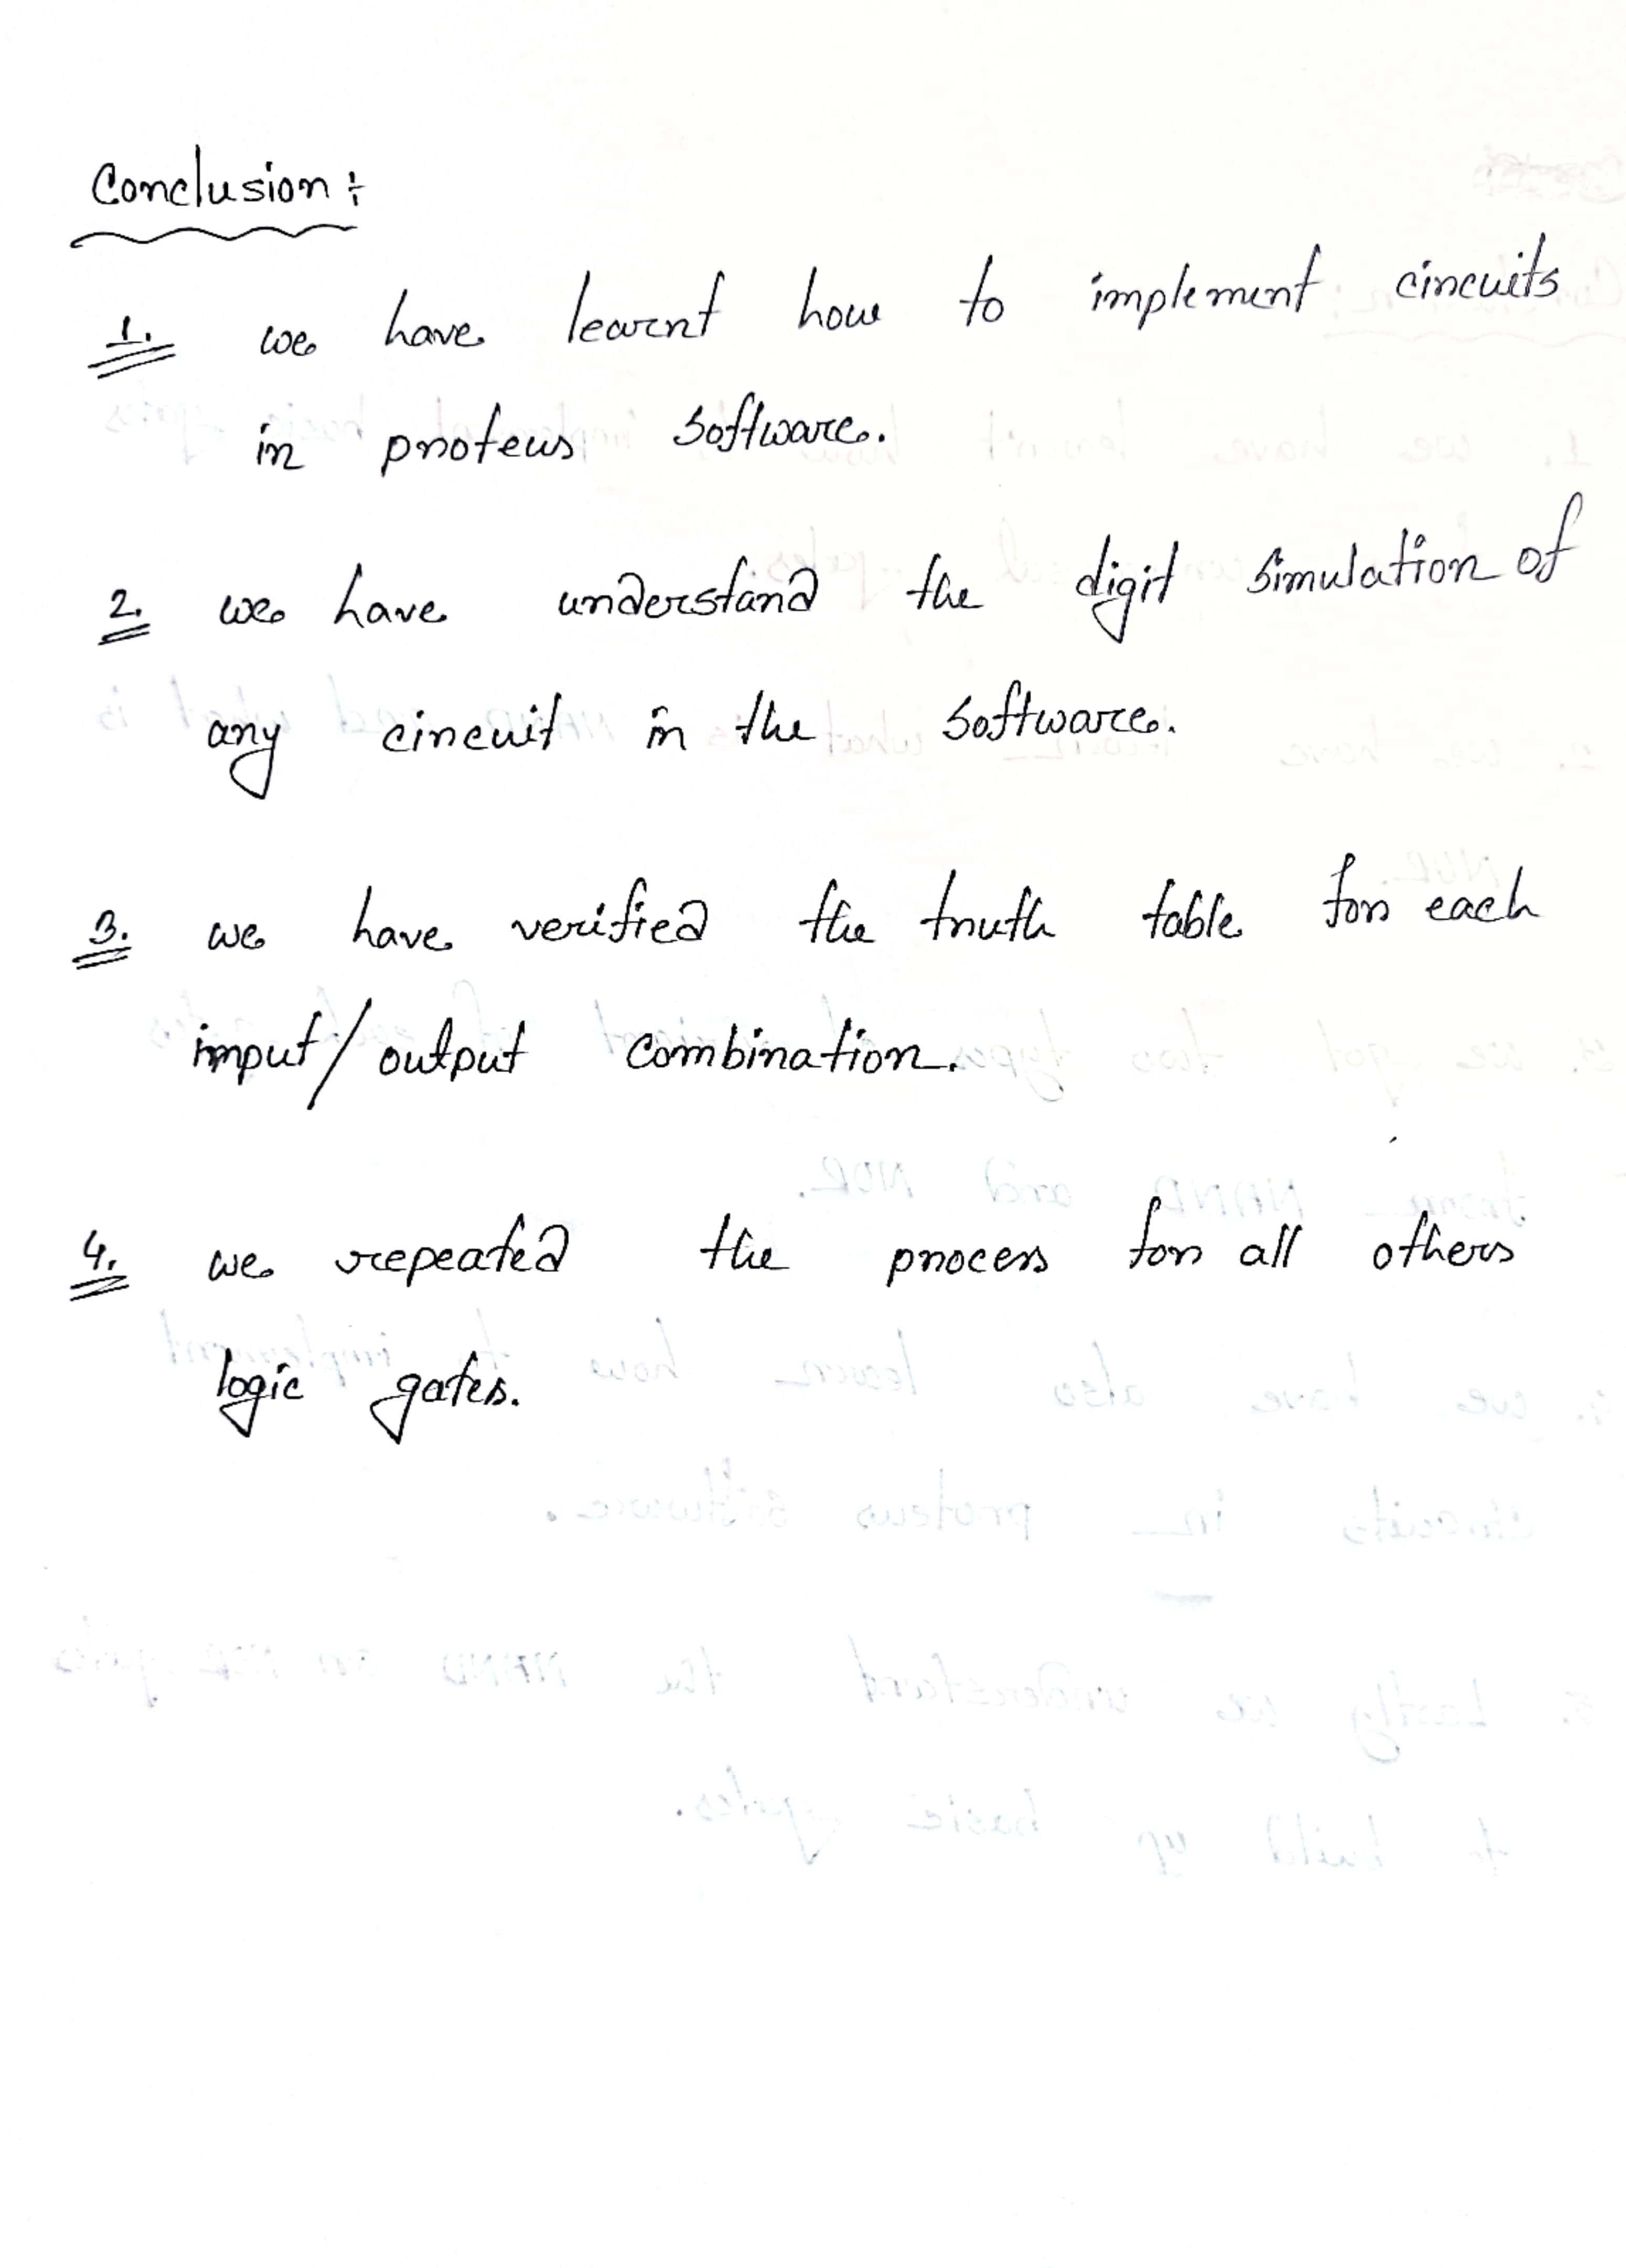 Conclusion:
1. we have learnt how to implement circuits
in proteus software.
2. we have understand the digit simulation of
any circuit in the software.
3. we have verified the truth table for each
input/output combination.
4. we repeated the process for all others
logic gates.